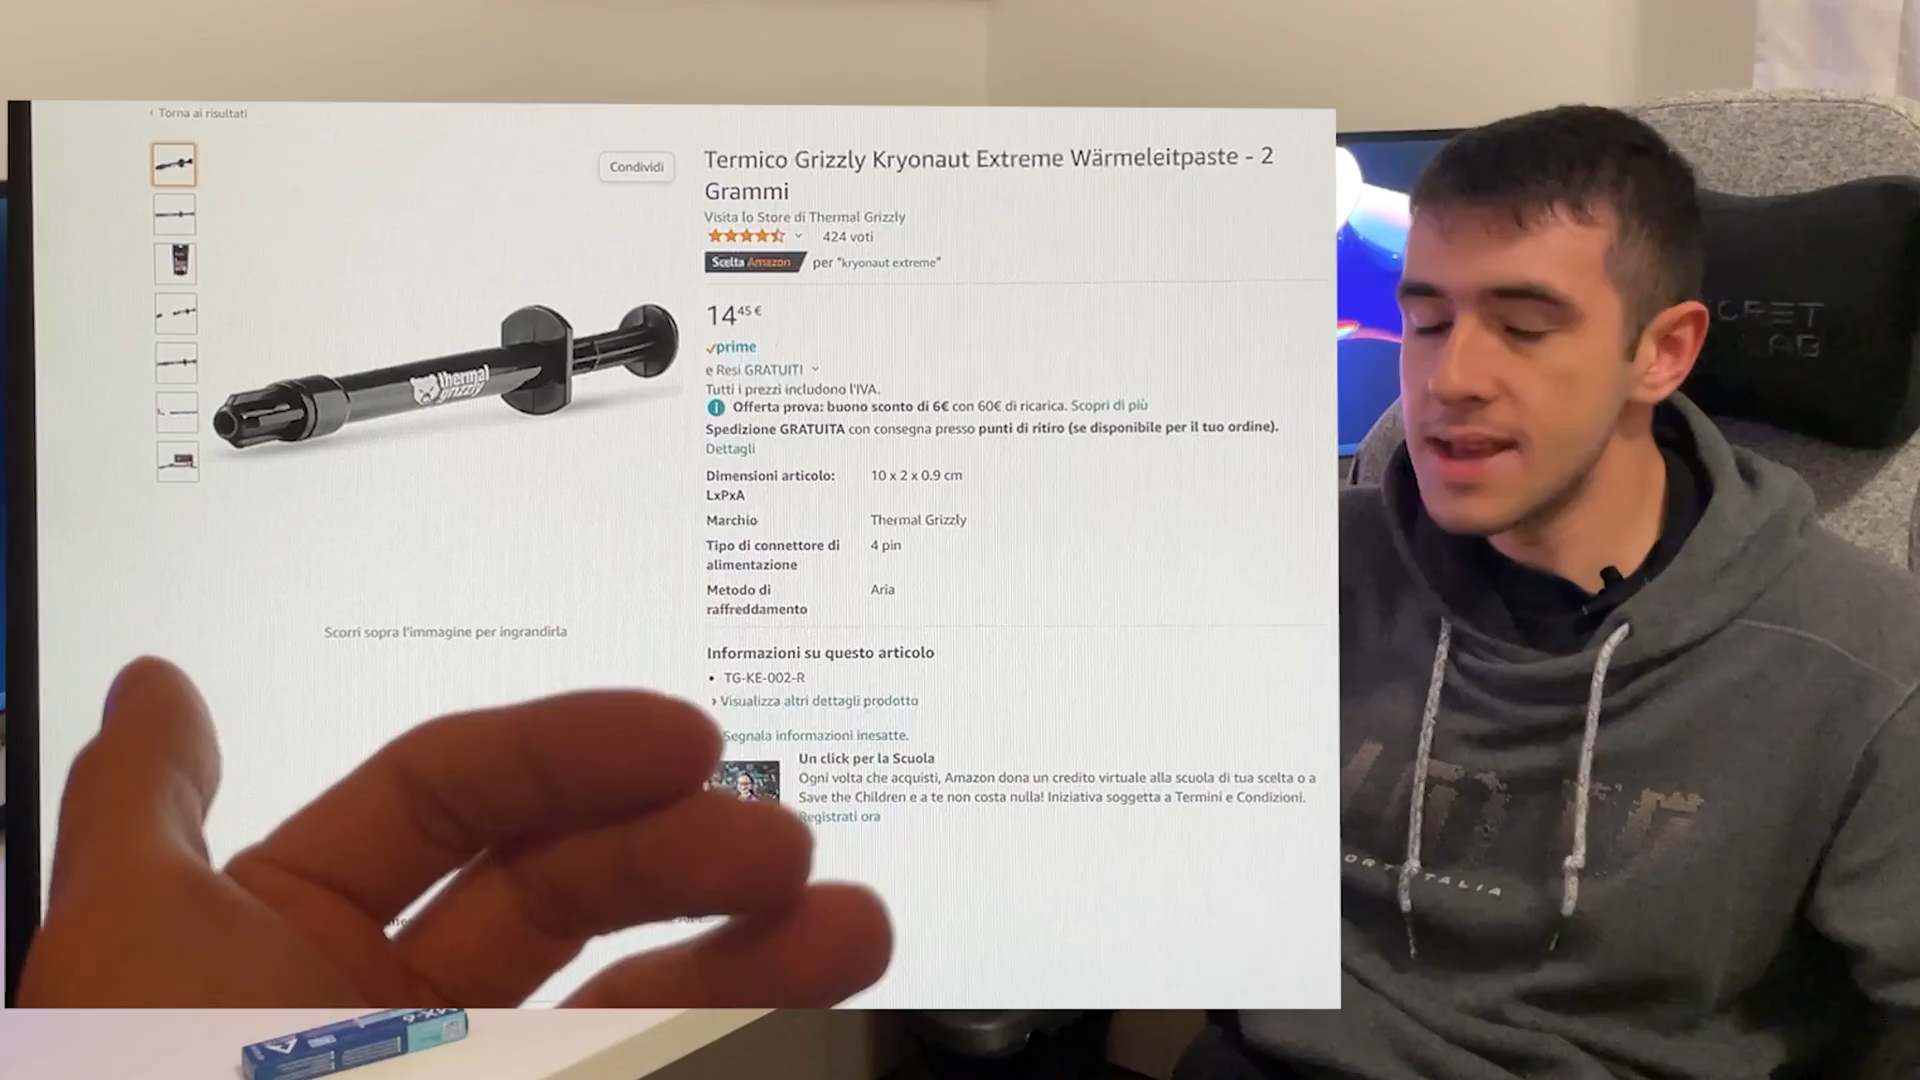 ‹ Torna ai risultati
Condividi
Termico Grizzly Kryonaut Extreme Wärmeleitpaste - 2
Grammi
Visita lo Store di Thermal Grizzly
424 voti
Scelta Amazon per "kryonaut extreme"
14 45 €
prime
e Resi GRATUITI
Tutti i prezzi includono l'IVA.
Offerta prova: buono sconto di 6€ con 60€ di ricarica. Scopri di più
Spedizione GRATUITA con consegna presso punti di ritiro (se disponibile per il tuo ordine).
Dettagli
Dimensioni articolo: 10 x 2 x 0.9 cm
LxPxA
Marchio Thermal Grizzly
Tipo di connettore di 4 pin
alimentazione
Metodo di Aria
raffreddamento
Informazioni su questo articolo
• TG-KE-002-R
› Visualizza altri dettagli prodotto
Segnala informazioni inesatte.
Un click per la Scuola
Ogni volta che acquisti, Amazon dona un credito virtuale alla scuola di tua scelta o a
Save the Children e a te non costa nulla! Iniziativa soggetta a Termini e Condizioni.
Registrati ora
thermal
grizzly
Scorri sopra l'immagine per ingrandirla
CRET
LAB
ITALIA